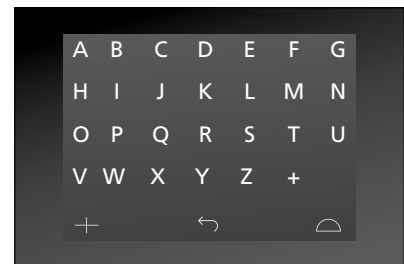 A B C D E F G
H I J K L M N
O P Q R S T U
V W X Y Z +